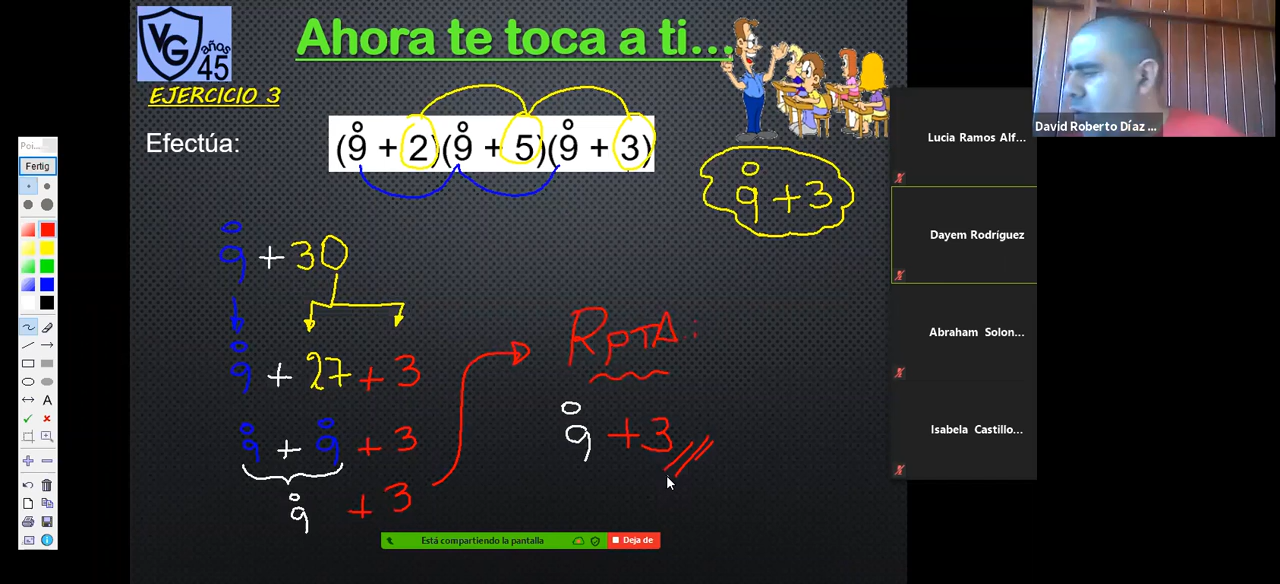 VG
años
45
Ahora te toca a ti...
EJERCICIO 3
Efectúa:
(9̊ + 2)(9̊ + 5)(9̊ + 3)
9̊ + 3
9̊ + 30
9̊ + 27 + 3
9̊ + 9̊ + 3
9̊ + 3
RPTA:
9̊ + 3
Poi...
Fertig
A
David Roberto Díaz ...
Lucia Ramos Alf...
Dayem Rodríguez
Abraham Solon...
Isabela Castillo...
Está compartiendo la pantalla
Deja de